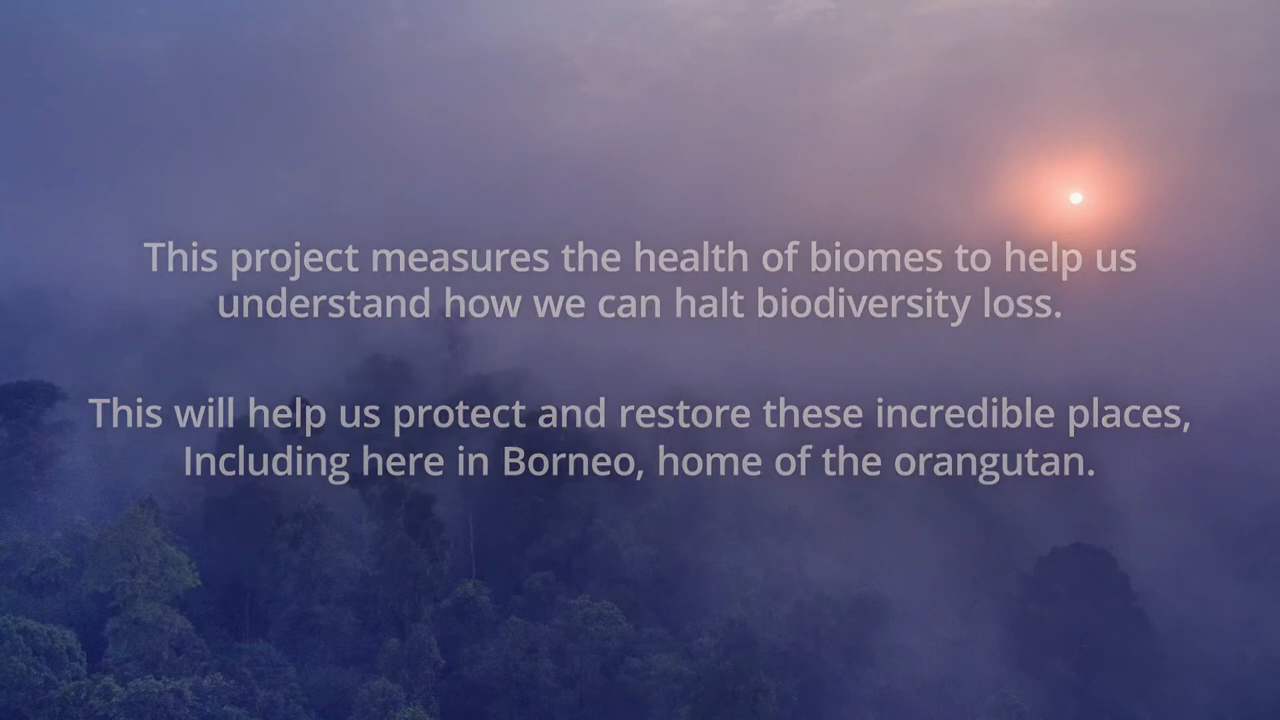 This project measures the health of biomes to help us
understand how we can halt biodiversity loss.
This will help us protect and restore these incredible places,
Including here in Borneo, home of the orangutan.